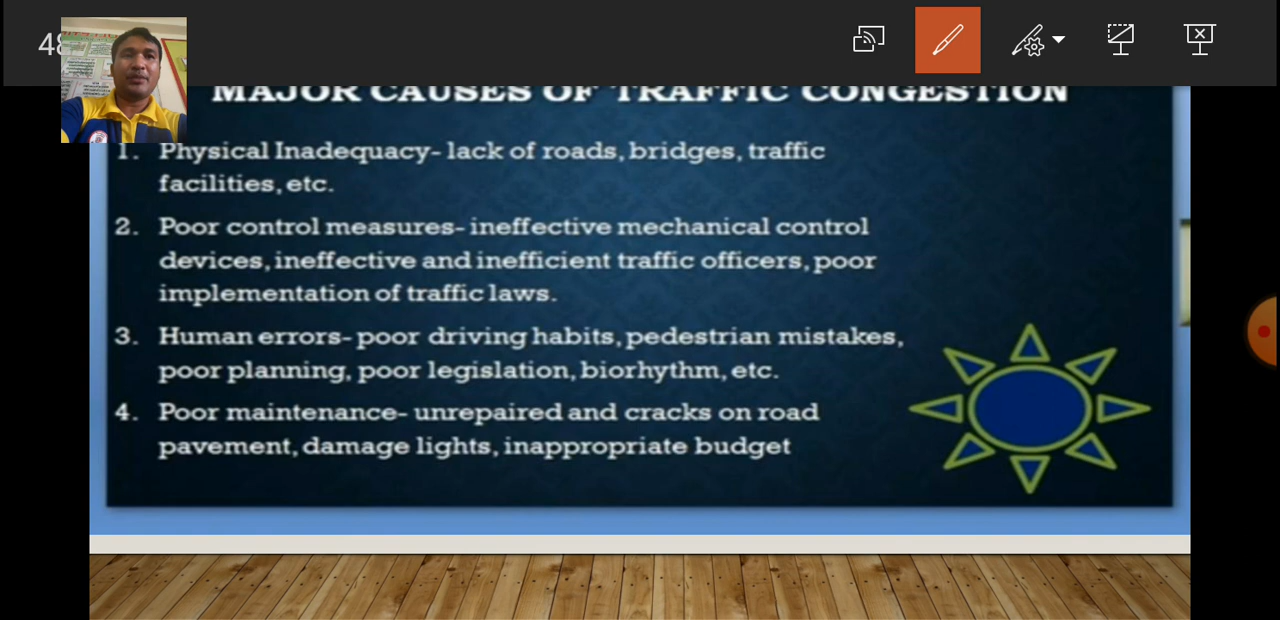 48
MAJOR CAUSES OF TRAFFIC CONGESTION
1. Physical Inadequacy- lack of roads, bridges, traffic
facilities, etc.
2. Poor control measures- ineffective mechanical control
devices, ineffective and inefficient traffic officers, poor
implementation of traffic laws.
3. Human errors- poor driving habits, pedestrian mistakes,
poor planning, poor legislation, biorhythm, etc.
4. Poor maintenance- unrepaired and cracks on road
pavement, damage lights, inappropriate budget